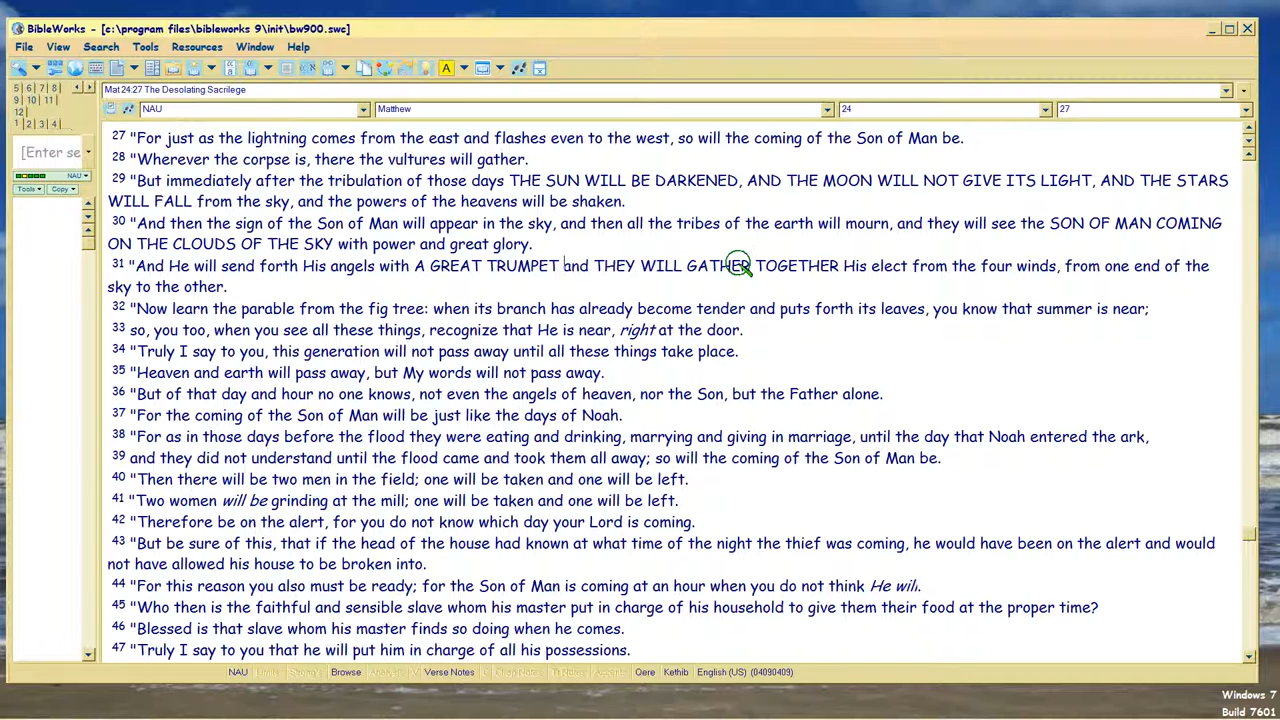 BibleWorks - [c:\program files\bibleworks 9\init\bw900.swc]
File View Search Tools Resources Window Help
5| 6| 7| 8|
9| 10| 11|
12|
1| 2| 3| 4|
Mat 24:27 The Desolating Sacrilege
NAU Matthew 24 27
[Enter se
NAU
Tools Copy
27 "For just as the lightning comes from the east and flashes even to the west, so will the coming of the Son of Man be.
28 "Wherever the corpse is, there the vultures will gather.
29 "But immediately after the tribulation of those days THE SUN WILL BE DARKENED, AND THE MOON WILL NOT GIVE ITS LIGHT, AND THE STARS
WILL FALL from the sky, and the powers of the heavens will be shaken.
30 "And then the sign of the Son of Man will appear in the sky, and then all the tribes of the earth will mourn, and they will see the SON OF MAN COMING
ON THE CLOUDS OF THE SKY with power and great glory.
31 "And He will send forth His angels with A GREAT TRUMPET and THEY WILL GATHER TOGETHER His elect from the four winds, from one end of the
sky to the other.
32 "Now learn the parable from the fig tree: when its branch has already become tender and puts forth its leaves, you know that summer is near;
33 so, you too, when you see all these things, recognize that He is near, right at the door.
34 "Truly I say to you, this generation will not pass away until all these things take place.
35 "Heaven and earth will pass away, but My words will not pass away.
36 "But of that day and hour no one knows, not even the angels of heaven, nor the Son, but the Father alone.
37 "For the coming of the Son of Man will be just like the days of Noah.
38 "For as in those days before the flood they were eating and drinking, marrying and giving in marriage, until the day that Noah entered the ark,
39 and they did not understand until the flood came and took them all away; so will the coming of the Son of Man be.
40 "Then there will be two men in the field; one will be taken and one will be left.
41 "Two women will be grinding at the mill; one will be taken and one will be left.
42 "Therefore be on the alert, for you do not know which day your Lord is coming.
43 "But be sure of this, that if the head of the house had known at what time of the night the thief was coming, he would have been on the alert and would
not have allowed his house to be broken into.
44 "For this reason you also must be ready; for the Son of Man is coming at an hour when you do not think He will.
45 "Who then is the faithful and sensible slave whom his master put in charge of his household to give them their food at the proper time?
46 "Blessed is that slave whom his master finds so doing when he comes.
47 "Truly I say to you that he will put him in charge of all his possessions.
NAU Limits Strong's Browse Analysis Verse Notes Chap Notes Accents Qere Kethib English (US) (04090409)
Windows 7
Build 7601